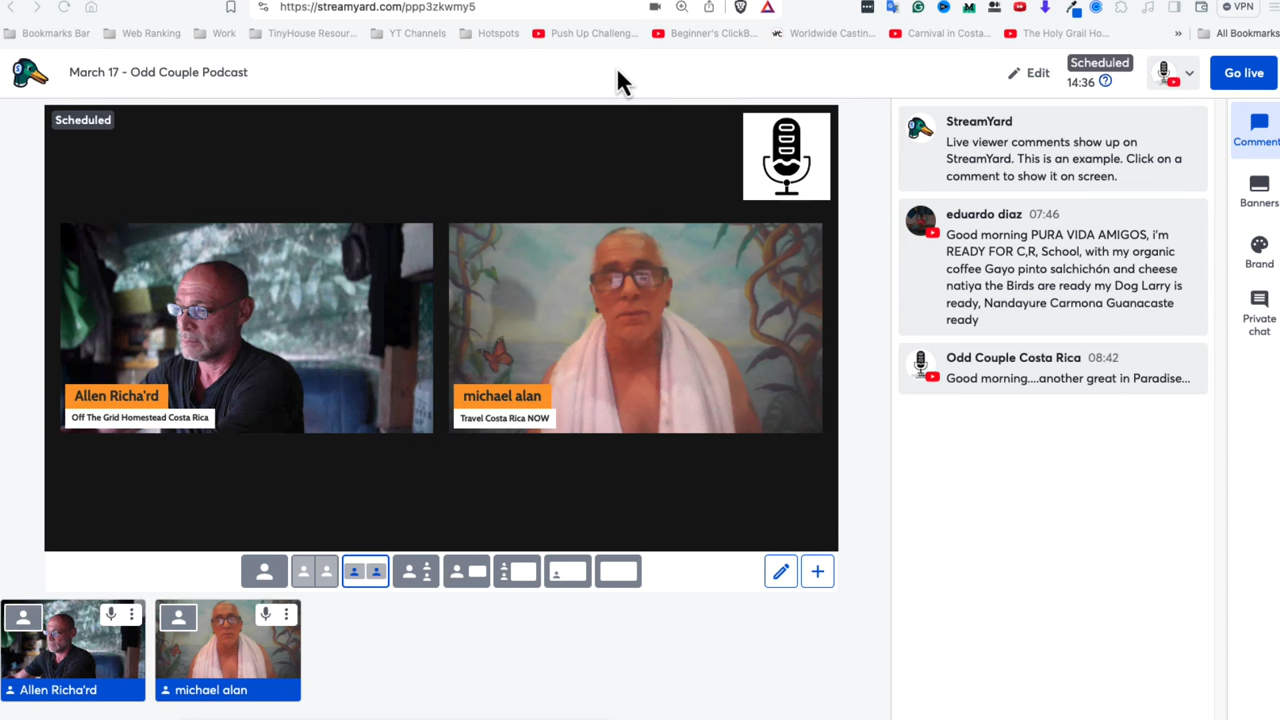 https://streamyard.com/ppp3zkwmy5
VPN
Bookmarks Bar
Web Ranking
Work
TinyHouse Resour...
YT Channels
Hotspots
Push Up Challeng...
Beginner's ClickB...
Worldwide Castin...
Carnival in Costa...
The Holy Grail Ho...
»
All Bookmarks
March 17 - Odd Couple Podcast
Edit
Scheduled
14:36
Go live
Scheduled
Allen Richa'rd
Off The Grid Homestead Costa Rica
michael alan
Travel Costa Rica NOW
Allen Richa'rd
michael alan
StreamYard
Live viewer comments show up on
StreamYard. This is an example. Click on a
comment to show it on screen.
eduardo diaz 07:46
Good morning PURA VIDA AMIGOS, i'm
READY FOR C,R, School, with my organic
coffee Gayo pinto salchichón and cheese
natiya the Birds are ready my Dog Larry is
ready, Nandayure Carmona Guanacaste
ready
Odd Couple Costa Rica 08:42
Good morning....another great in Paradise...
Comment
Banners
Brand
Private
chat